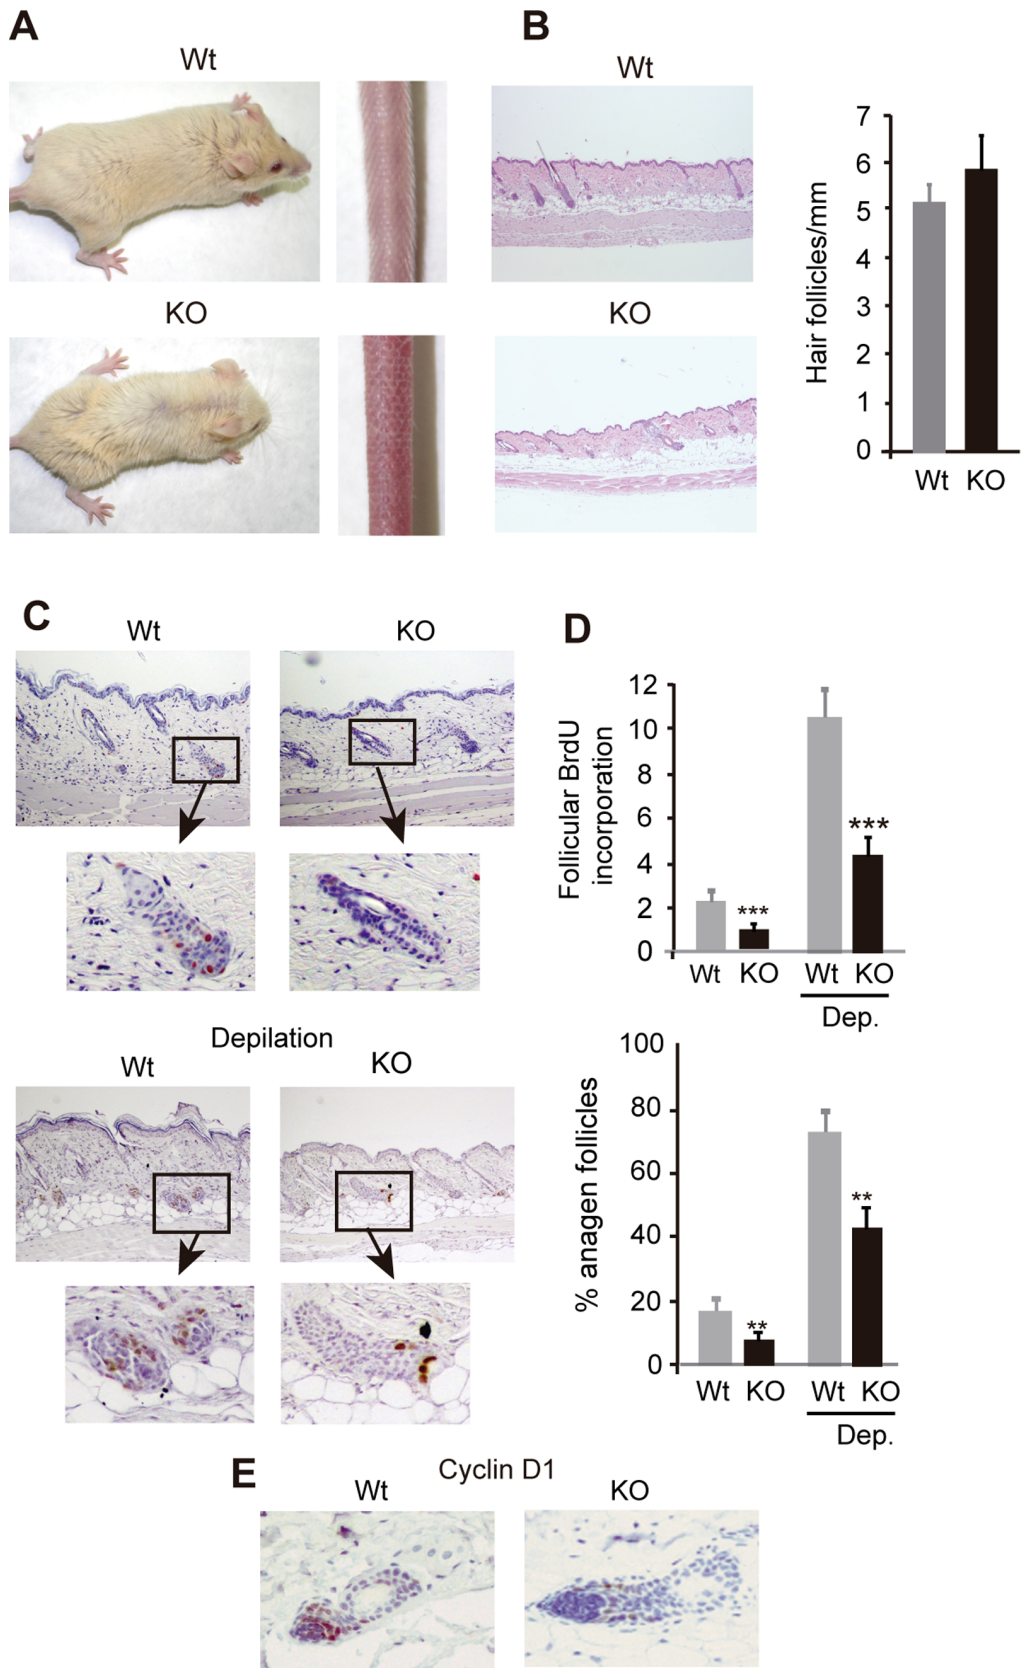 A
Wt
KO
B
Wt
KO
Hair follicles/mm
7
6
5
4
3
2
1
0
Wt KO
C
Wt
KO
Depilation
Wt
KO
D
Follicular BrdU
incorporation
12
10
8
6
4
2
0
***
***
Wt KO Wt KO
Dep.
% anagen follicles
100
80
60
40
20
0
**
**
Wt KO Wt KO
Dep.
E
Cyclin D1
Wt
KO